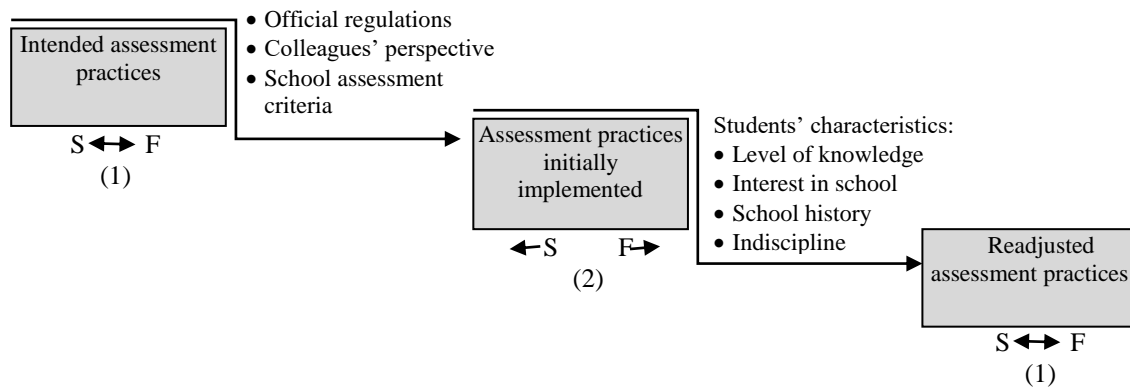 Intended assessment
practices
S F
(1)
• Official regulations
• Colleagues’ perspective
• School assessment
criteria
Assessment practices
initially
implemented
S F
(2)
Students’ characteristics:
• Level of knowledge
• Interest in school
• School history
• Indiscipline
Readjusted
assessment practices
S F
(1)